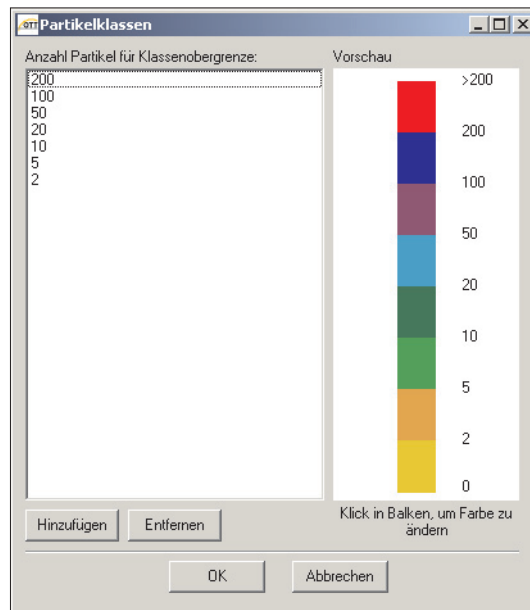 OTT Partikelklassen
Anzahl Partikel für Klassenobergrenze:
200
100
50
20
10
5
2
Vorschau
>200
200
100
50
20
10
5
2
0
Klick in Balken, um Farbe zu
ändern
Hinzufügen
Entfernen
OK
Abbrechen